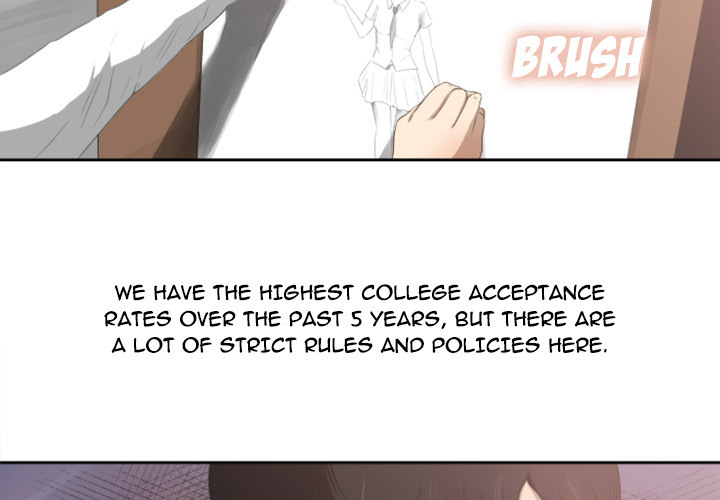 BRUSH
WE HAVE THE HIGHEST COLLEGE ACCEPTANCE
RATES OVER THE PAST 5 YEARS, BUT THERE ARE
A LOT OF STRICT RULES AND POLICIES HERE.